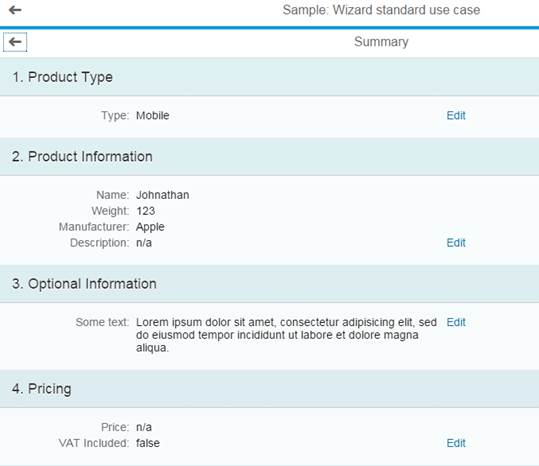 Sample: Wizard standard use case
Summary
1. Product Type
Type: Mobile Edit
2. Product Information
Name: Johnathan
Weight: 123
Manufacturer: Apple
Description: n/a Edit
3. Optional Information
Some text: Lorem ipsum dolor sit amet, consectetur adipisicing elit, sed Edit
do eiusmod tempor incididunt ut labore et dolore magna
aliqua.
4. Pricing
Price: n/a
VAT Included: false Edit